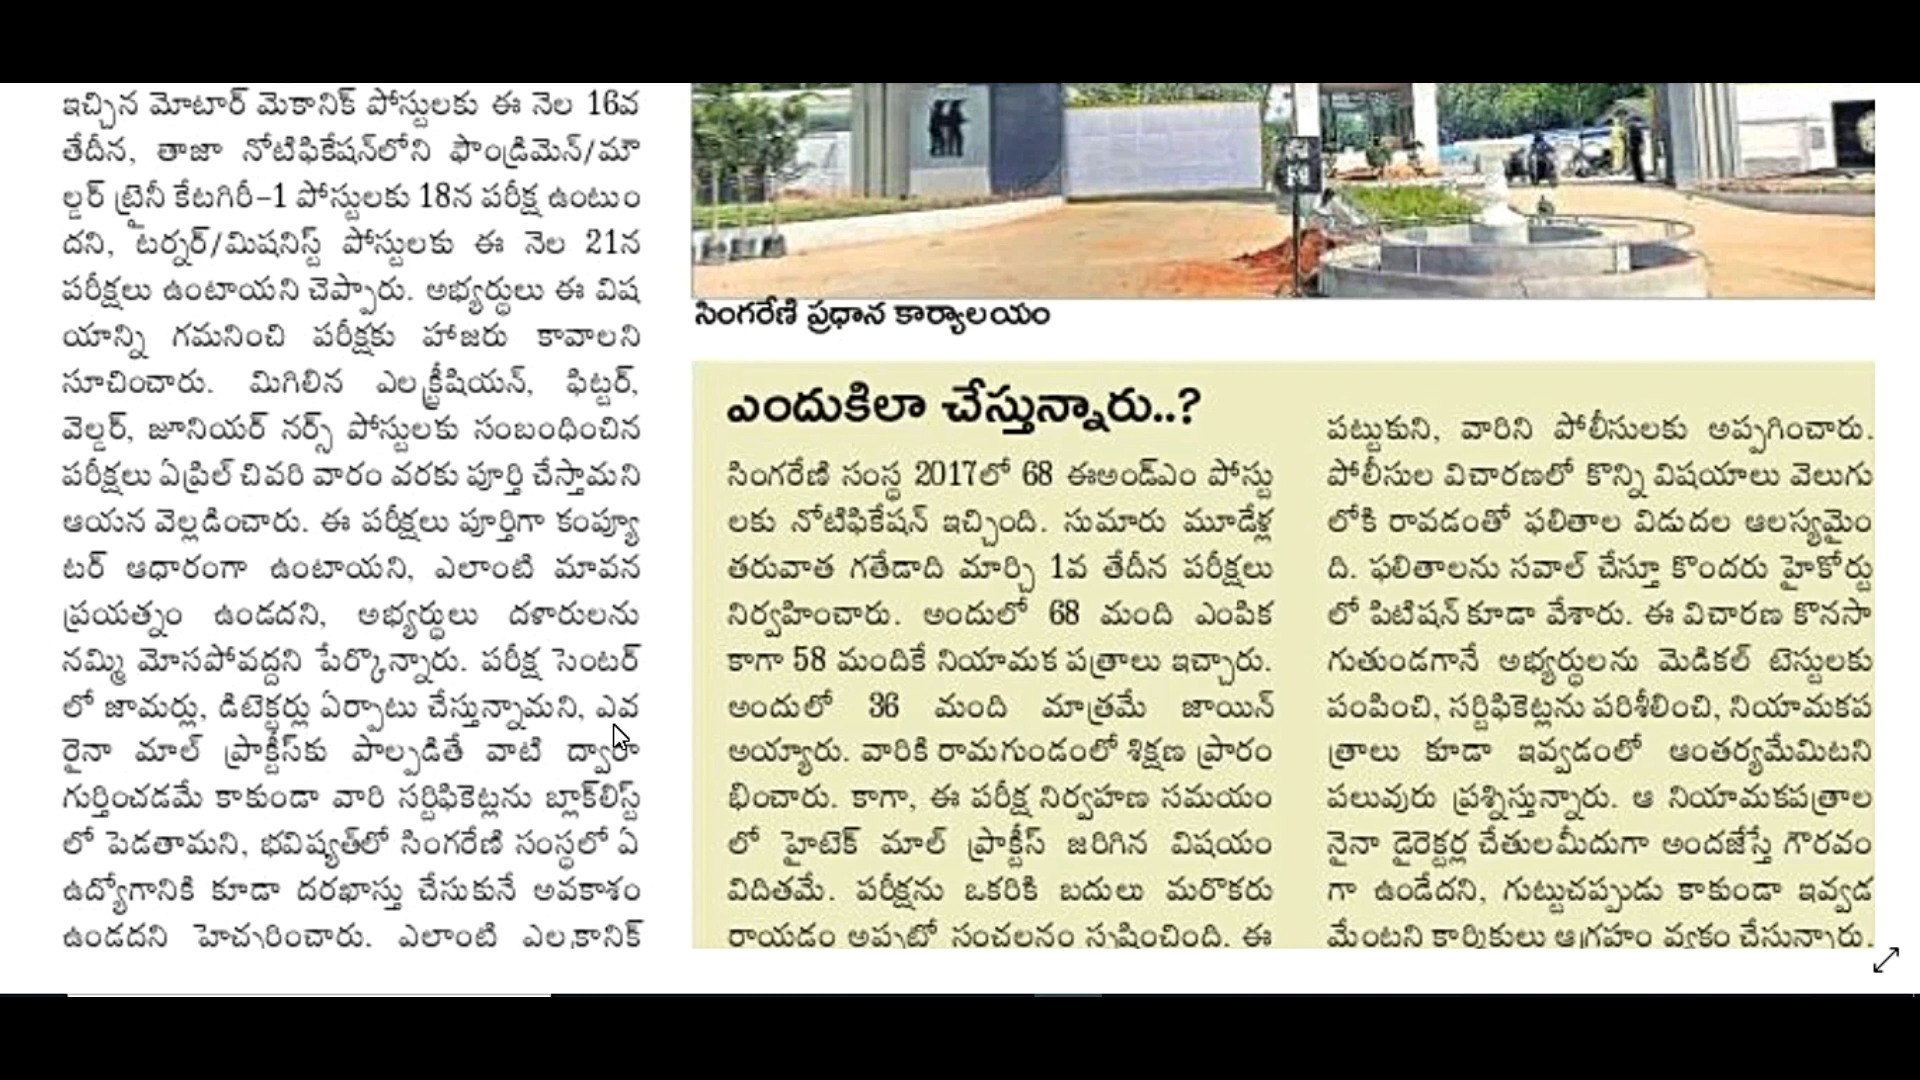 ఇచ్చిన మోటార్ మెకానిక్ పోస్టులకు ఈ నెల 16వ
తేదీన, తాజా నోటిఫికేషన్‌లోని ఫౌండ్రిమెన్/మౌ
ల్డర్ ట్రైనీ కేటగిరీ-1 పోస్టులకు 18న పరీక్ష ఉంటుం
దని, టర్నర్/మిషనిస్ట్ పోస్టులకు ఈ నెల 21న
పరీక్షలు ఉంటాయని చెప్పారు. అభ్యర్థులు ఈ విష
యాన్ని గమనించి పరీక్షకు హాజరు కావాలని
సూచించారు. మిగిలిన ఎలక్ట్రీషియన్, ఫిట్టర్,
వెల్డర్, జూనియర్ నర్స్ పోస్టులకు సంబంధించిన
పరీక్షలు ఏప్రిల్ చివరి వారం వరకు పూర్తి చేస్తామని
ఆయన వెల్లడించారు. ఈ పరీక్షలు పూర్తిగా కంప్యూ
టర్ ఆధారంగా ఉంటాయని, ఎలాంటి మావన
ప్రయత్నం ఉండదని, అభ్యర్థులు దళారులను
నమ్మి మోసపోవద్దని పేర్కొన్నారు. పరీక్ష సెంటర్
లో జామర్లు, డిటెక్టర్లు ఏర్పాటు చేస్తున్నామని, ఎవ
రైనా మాల్ ప్రాక్టీస్‌కు పాల్పడితే వాటి ద్వారా
గుర్తించడమే కాకుండా వారి సర్టిఫికెట్లను బ్లాక్‌లిస్ట్
లో పెడతామని, భవిష్యత్‌లో సింగరేణి సంస్థలో ఏ
ఉద్యోగానికి కూడా దరఖాస్తు చేసుకునే అవకాశం
ఉండదని హెచ్చరించారు. ఎలాంటి ఎలక్రానిక్
సింగరేణి ప్రధాన కార్యాలయం
ఎందుకిలా చేస్తున్నారు..?
సింగరేణి సంస్థ 2017లో 68 ఈఅండ్‌ఎం పోస్టు
లకు నోటిఫికేషన్ ఇచ్చింది. సుమారు మూడేళ్ల
తరువాత గతేడాది మార్చి 1వ తేదీన పరీక్షలు
నిర్వహించారు. అందులో 68 మంది ఎంపిక
కాగా 58 మందికే నియామక పత్రాలు ఇచ్చారు.
అందులో 36 మంది మాత్రమే జాయిన్
అయ్యారు. వారికి రామగుండంలో శిక్షణ ప్రారం
భించారు. కాగా, ఈ పరీక్ష నిర్వహణ సమయం
లో హైటెక్ మాల్ ప్రాక్టీస్ జరిగిన విషయం
విదితమే. పరీక్షను ఒకరికి బదులు మరొకరు
రాయడం అప్పట్లో సంచలనం సృష్టించింది. ఈ
పట్టుకుని, వారిని పోలీసులకు అప్పగించారు.
పోలీసుల విచారణలో కొన్ని విషయాలు వెలుగు
లోకి రావడంతో ఫలితాల విడుదల ఆలస్యమైం
ది. ఫలితాలను సవాల్ చేస్తూ కొందరు హైకోర్టు
లో పిటిషన్ కూడా వేశారు. ఈ విచారణ కొనసా
గుతుండగానే అభ్యర్థులను మెడికల్ టెస్టులకు
పంపించి, సర్టిఫికెట్లను పరిశీలించి, నియామకప
త్రాలు కూడా ఇవ్వడంలో ఆంతర్యమేమిటని
పలువురు ప్రశ్నిస్తున్నారు. ఆ నియామకపత్రాల
నైనా డైరెక్టర్ల చేతులమీదుగా అందజేస్తే గౌరవం
గా ఉండేదని, గుట్టుచప్పుడు కాకుండా ఇవ్వడ
మేంటని కార్మికులు ఆగ్రహం వ్యక్తం చేస్తున్నారు.